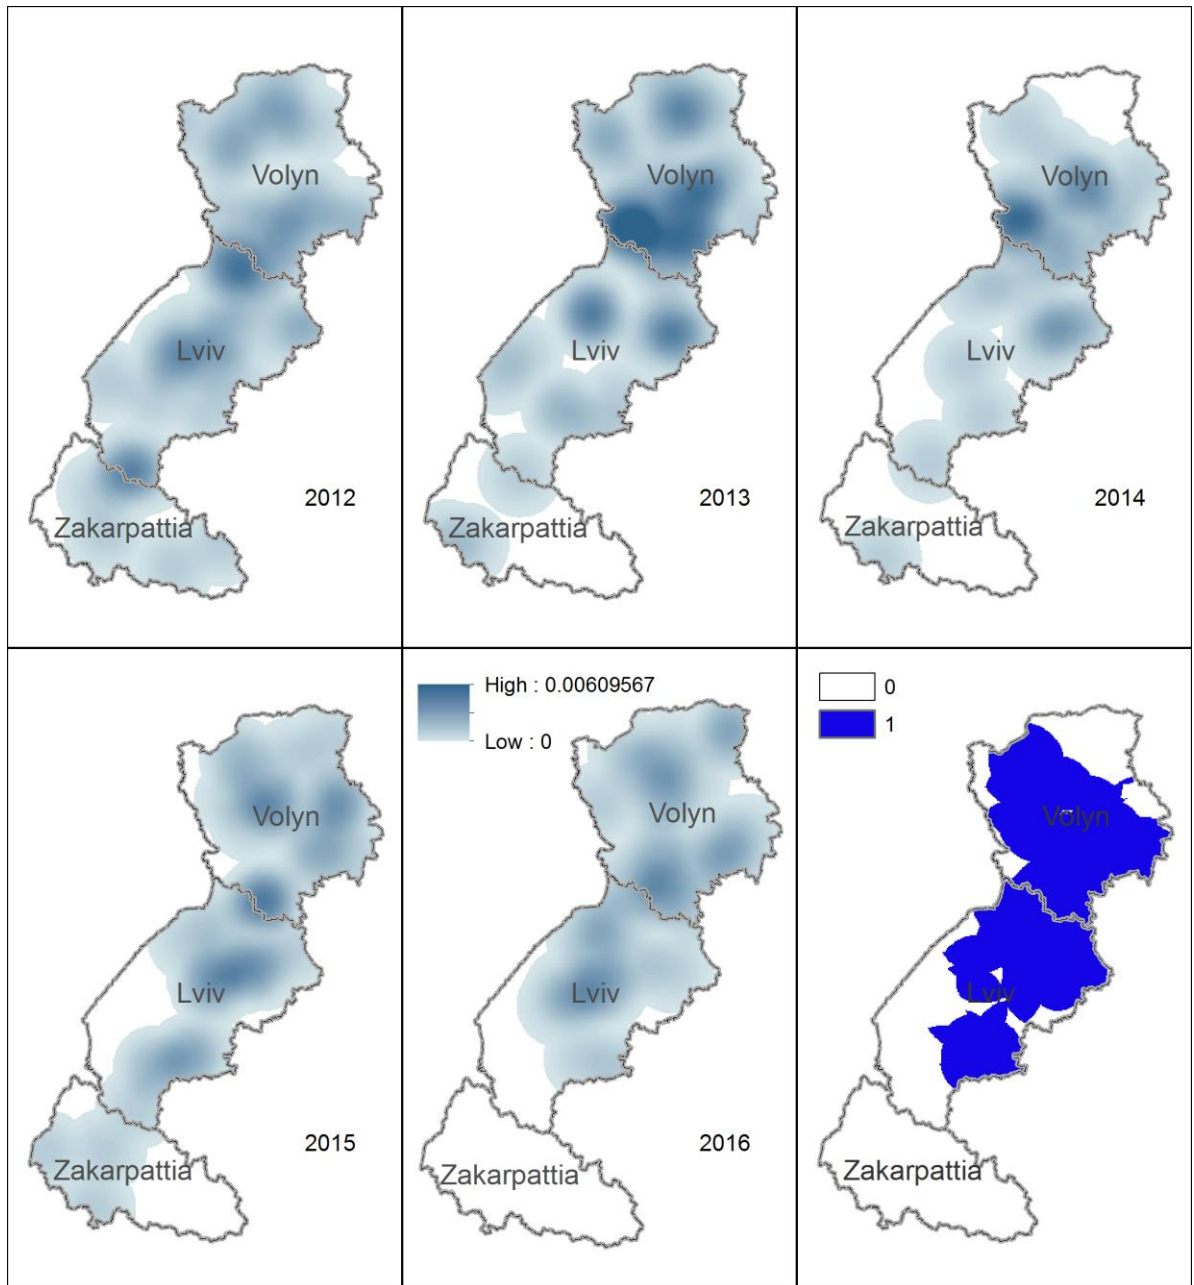 Volyn
Lviv
Zakarpattia
2012
Volyn
Lviv
Zakarpattia
2013
Volyn
Lviv
Zakarpattia
2014
Volyn
Lviv
Zakarpattia
2015
High : 0.00609567
Low : 0
Volyn
Lviv
Zakarpattia
2016
0
1
Volyn
Lviv
Zakarpattia